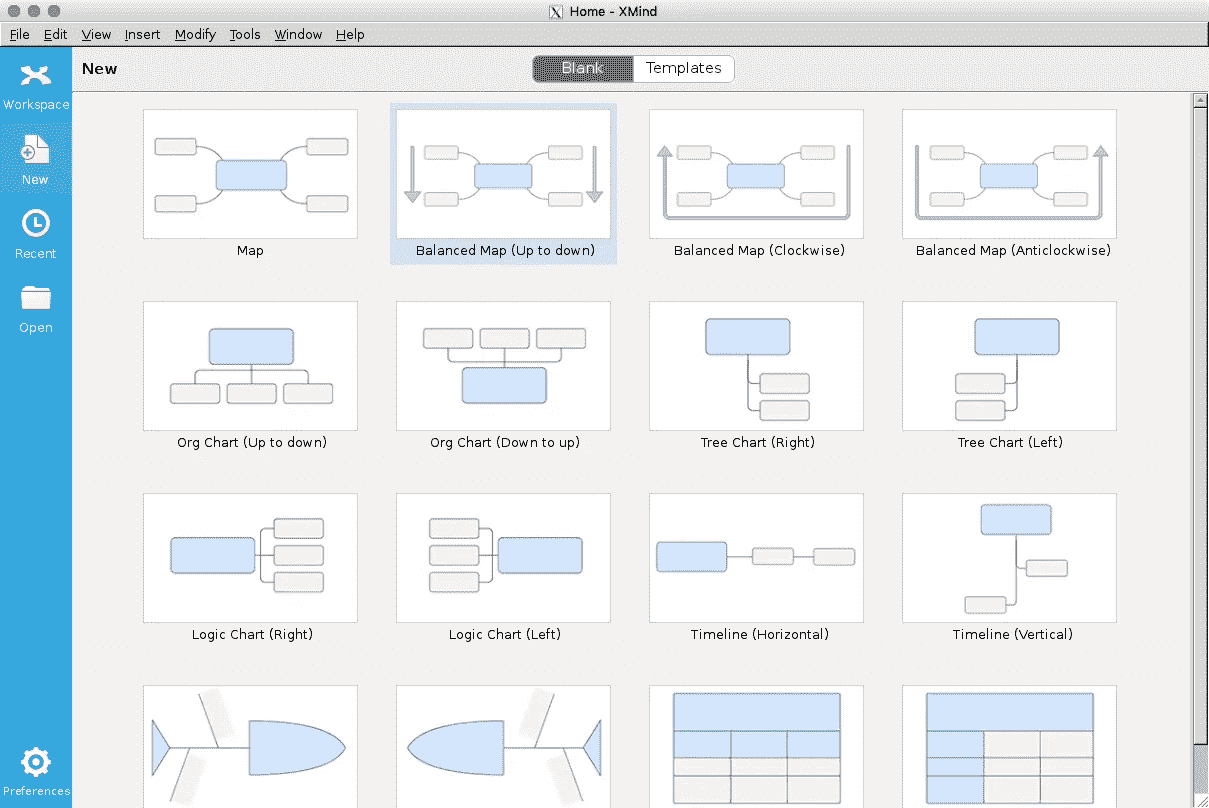 Home - XMind
File Edit View Insert Modify Tools Window Help
Workspace
New
Recent
Open
Preferences
New
Blank Templates
Map
Balanced Map (Up to down)
Balanced Map (Clockwise)
Balanced Map (Anticlockwise)
Org Chart (Up to down)
Org Chart (Down to up)
Tree Chart (Right)
Tree Chart (Left)
Logic Chart (Right)
Logic Chart (Left)
Timeline (Horizontal)
Timeline (Vertical)